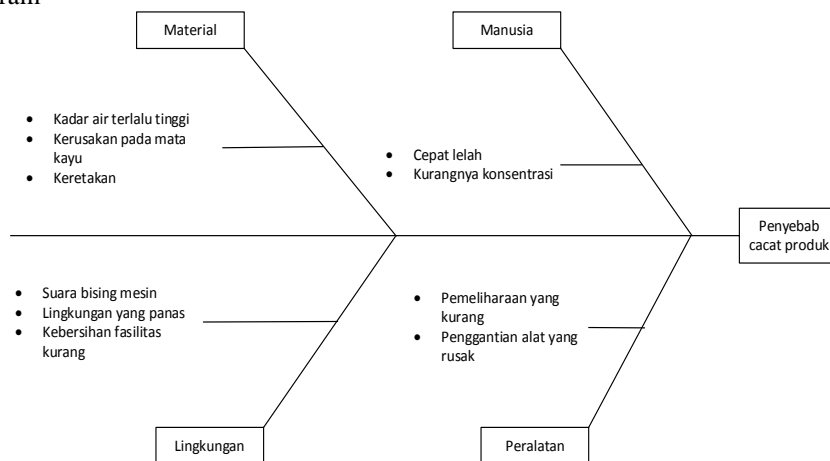 Material
Manusia
• Kadar air terlalu tinggi
• Kerusakan pada mata
kayu
• Keretakan
• Cepat lelah
• Kurangnya konsentrasi
Penyebab
cacat produk
• Suara bising mesin
• Lingkungan yang panas
• Kebersihan fasilitas
kurang
• Pemeliharaan yang
kurang
• Penggantian alat yang
rusak
Lingkungan
Peralatan